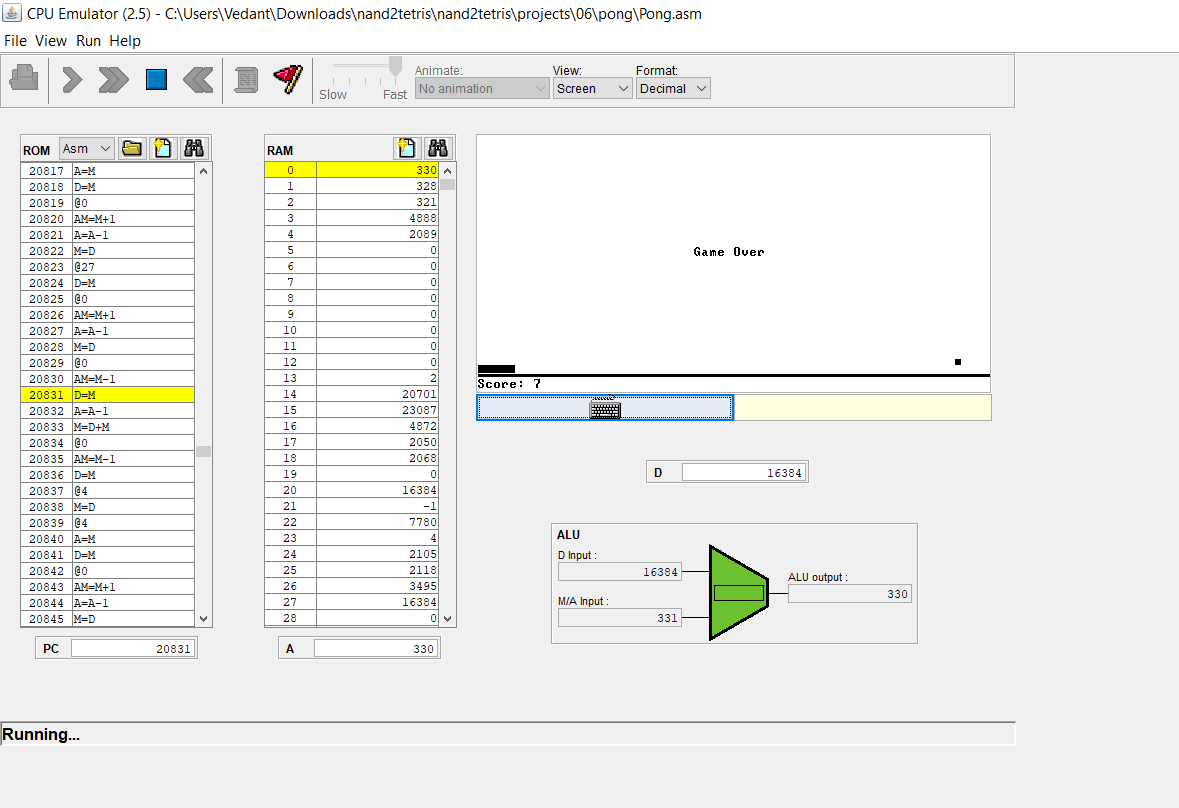 CPU Emulator (2.5) - C:\Users\Vedant\Downloads\nand2tetris\nand2tetris\projects\06\pong\Pong.asm
File View Run Help
Slow Fast
Animate:
No animation
View:
Screen
Format:
Decimal
ROM Asm
20817 A=M
20818 D=M
20819 @0
20820 AM=M+1
20821 A=A-1
20822 M=D
20823 @27
20824 D=M
20825 @0
20826 AM=M+1
20827 A=A-1
20828 M=D
20829 @0
20830 AM=M-1
20831 D=M
20832 A=A-1
20833 M=D+M
20834 @0
20835 AM=M-1
20836 D=M
20837 @4
20838 M=D
20839 @4
20840 A=M
20841 D=M
20842 @0
20843 AM=M+1
20844 A=A-1
20845 M=D
PC 20831
RAM
0 330
1 328
2 321
3 4888
4 2089
5 0
6 0
7 0
8 0
9 0
10 0
11 0
12 0
13 2
14 20701
15 23087
16 4872
17 2050
18 2068
19 0
20 16384
21 -1
22 7780
23 4
24 2105
25 2118
26 3495
27 16384
28 0
A 330
Game Over
Score: 7
D 16384
ALU
D Input :
16384
M/A Input :
331
ALU output :
330
Running...